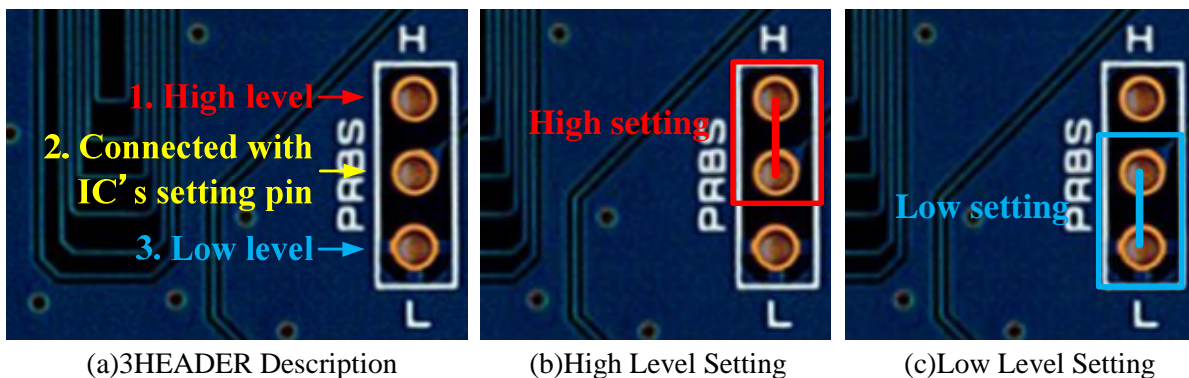 H
1. High level
2. Connected with
IC’s setting pin
3. Low level
PRBS
L
(a)3HEADER Description
H
High setting
PRBS
L
(b)High Level Setting
H
Low setting
PRBS
L
(c)Low Level Setting